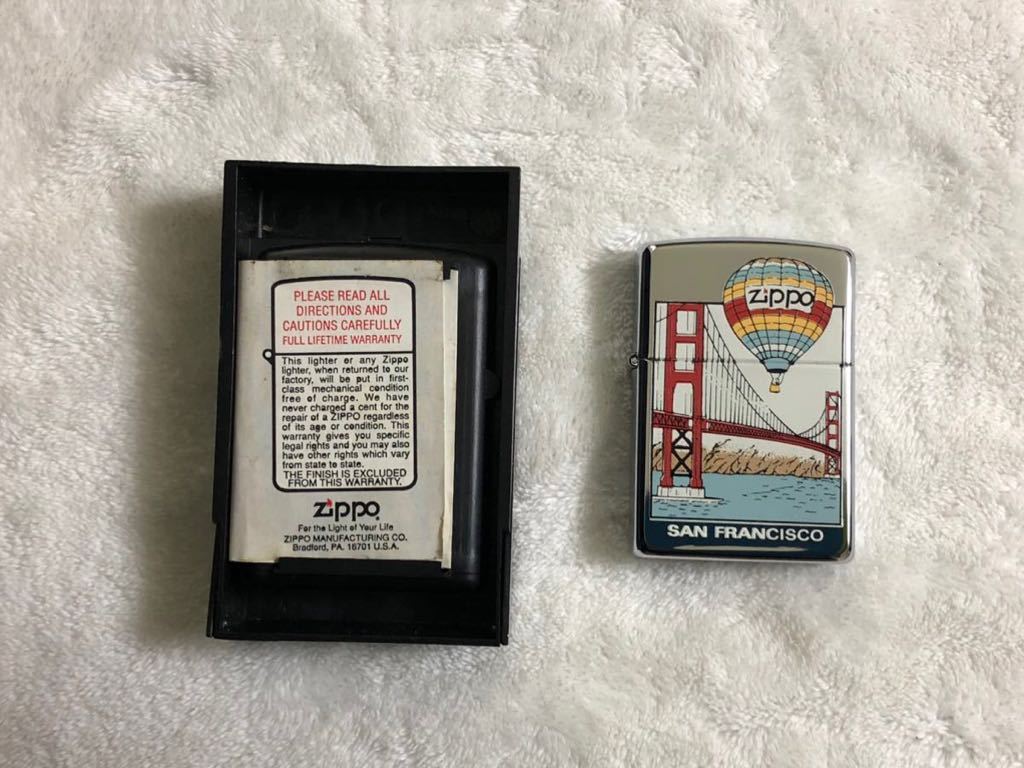 PLEASE READ ALL
DIRECTIONS AND
CAUTIONS CAREFULLY
FULL LIFETIME WARRANTY
This lighter or any Zippo
lighter, when returned to our
factory, will be put in first-
class mechanical condition
free of charge. We have
never charged a cent for the
repair of a ZIPPO regardless
of its age or condition. This
warranty gives you specific
legal rights and you may also
have other rights which vary
from state to state.
THE FINISH IS EXCLUDED
FROM THIS WARRANTY.
Zippo
For the Light of Your Life
ZIPPO MANUFACTURING CO.
Bradford, PA. 16701 U.S.A.
Zippo
SAN FRANCISCO